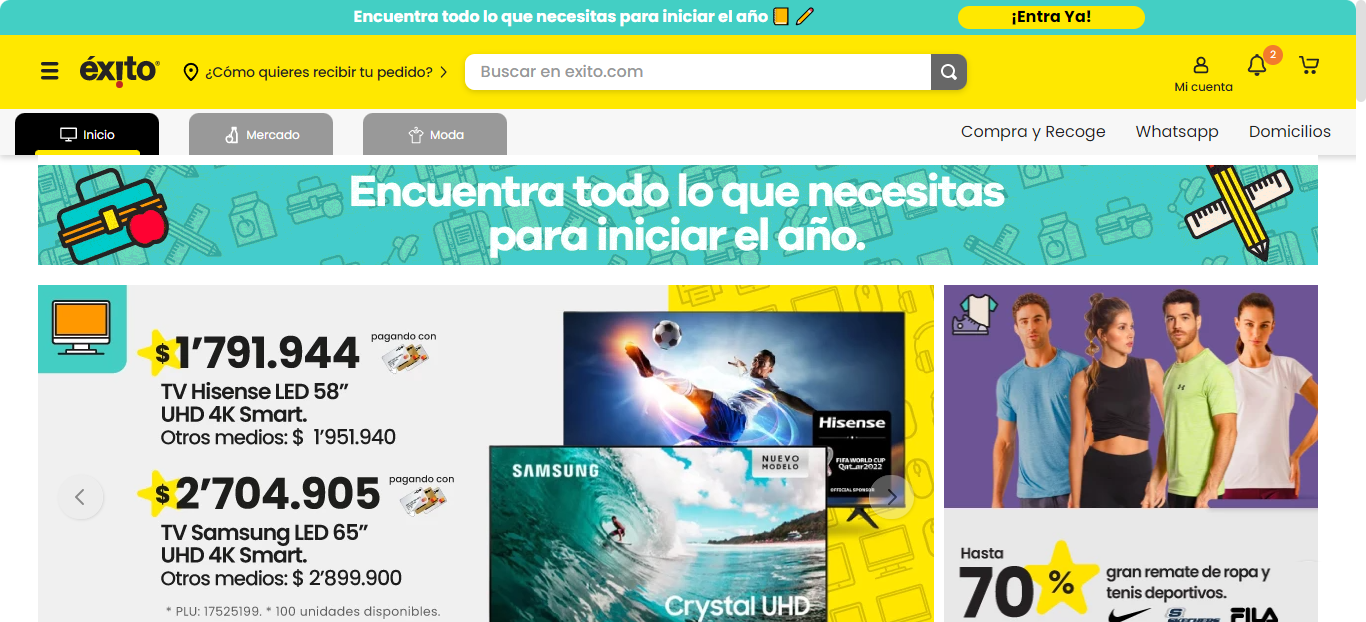 Encuentra todo lo que necesitas para iniciar el año
¡Entra Ya!
éxito
¿Cómo quieres recibir tu pedido?
Buscar en exito.com
2
Mi cuenta
Inicio
Mercado
Moda
Compra y Recoge
Whatsapp
Domicilios
Encuentra todo lo que necesitas
para iniciar el año.
$1’791.944
pagando con
TV Hisense LED 58”
UHD 4K Smart.
Otros medios: $ 1’951.940
$2’704.905
pagando con
TV Samsung LED 65”
UHD 4K Smart.
Otros medios: $ 2’899.900
* PLU: 17525199. * 100 unidades disponibles.
Hisense
FIFA WORLD CUP
Qatar2022
OFFICIAL SPONSOR
SAMSUNG
NUEVO
MODELO
Crystal UHD
Hasta
70%
gran remate de ropa y
tenis deportivos.
SKECHERS
FILA